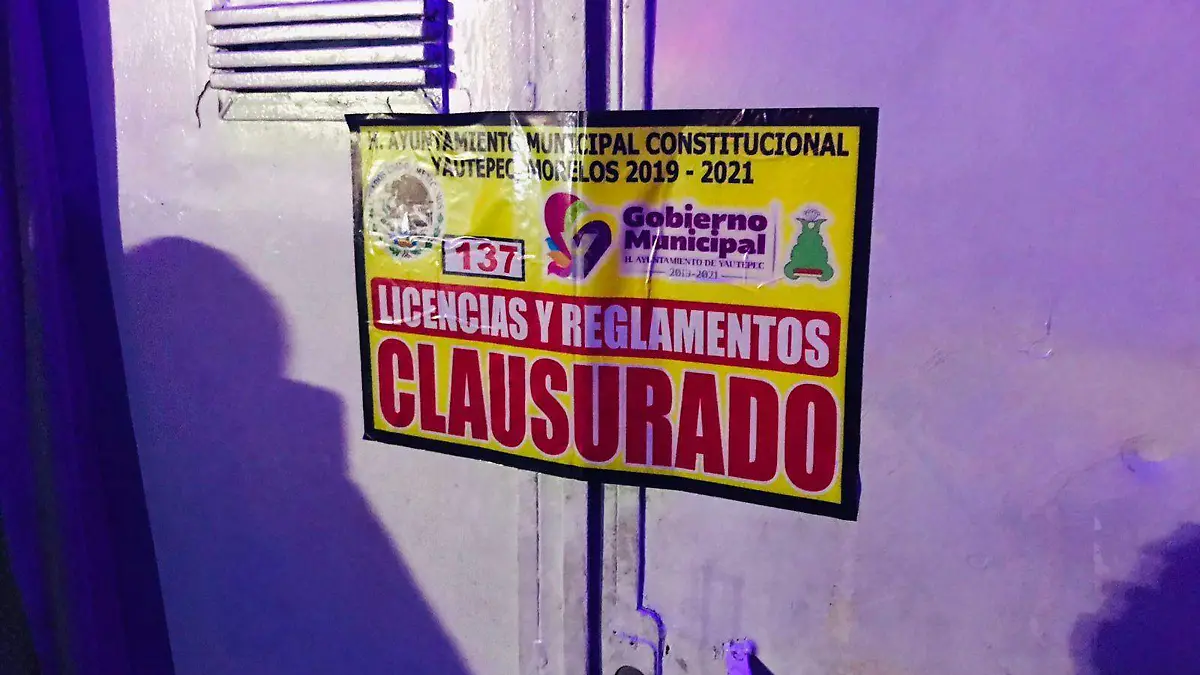 H. AYUNTAMIENTO MUNICIPAL CONSTITUCIONAL
YAUTEPEC, MORELOS 2019 - 2021
137
Gobierno
Municipal
H. AYUNTAMIENTO DE YAUTEPEC
2019-2021
LICENCIAS Y REGLAMENTOS
CLAUSURADO